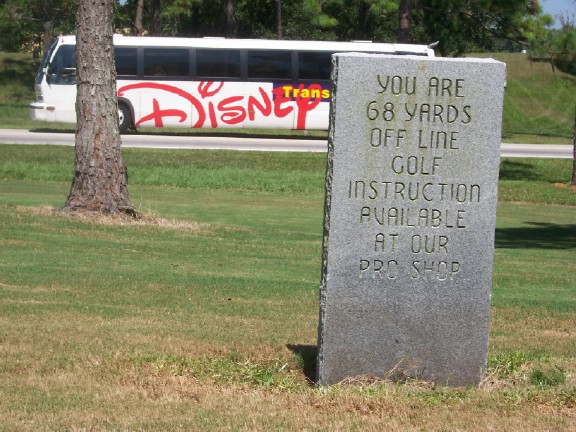 DISNEY Trans
YOU ARE
68 YARDS
OFF LINE
GOLF
INSTRUCTION
AVAILABLE
AT OUR
PRO SHOP